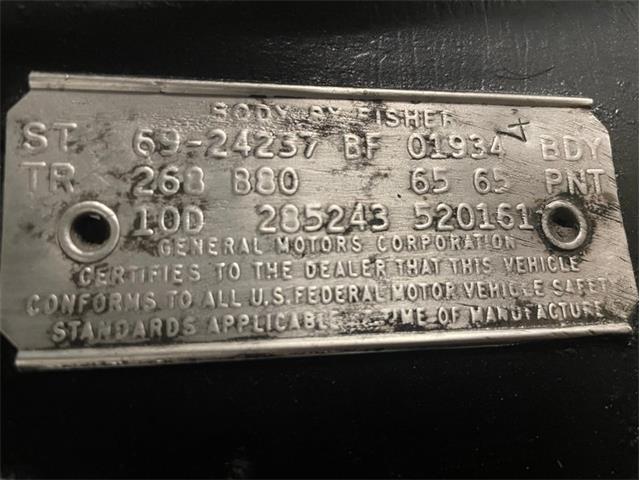 BODY BY FISHER
ST 69-24237 BF 01934 BDY
4
TR 268 B80 65 65 PNT
10D 285243 520161
GENERAL MOTORS CORPORATION
CERTIFIES TO THE DEALER THAT THIS VEHICLE
CONFORMS TO ALL U.S. FEDERAL MOTOR VEHICLE SAFET
STANDARDS APPLICABLE TIME OF MANUFACTURE